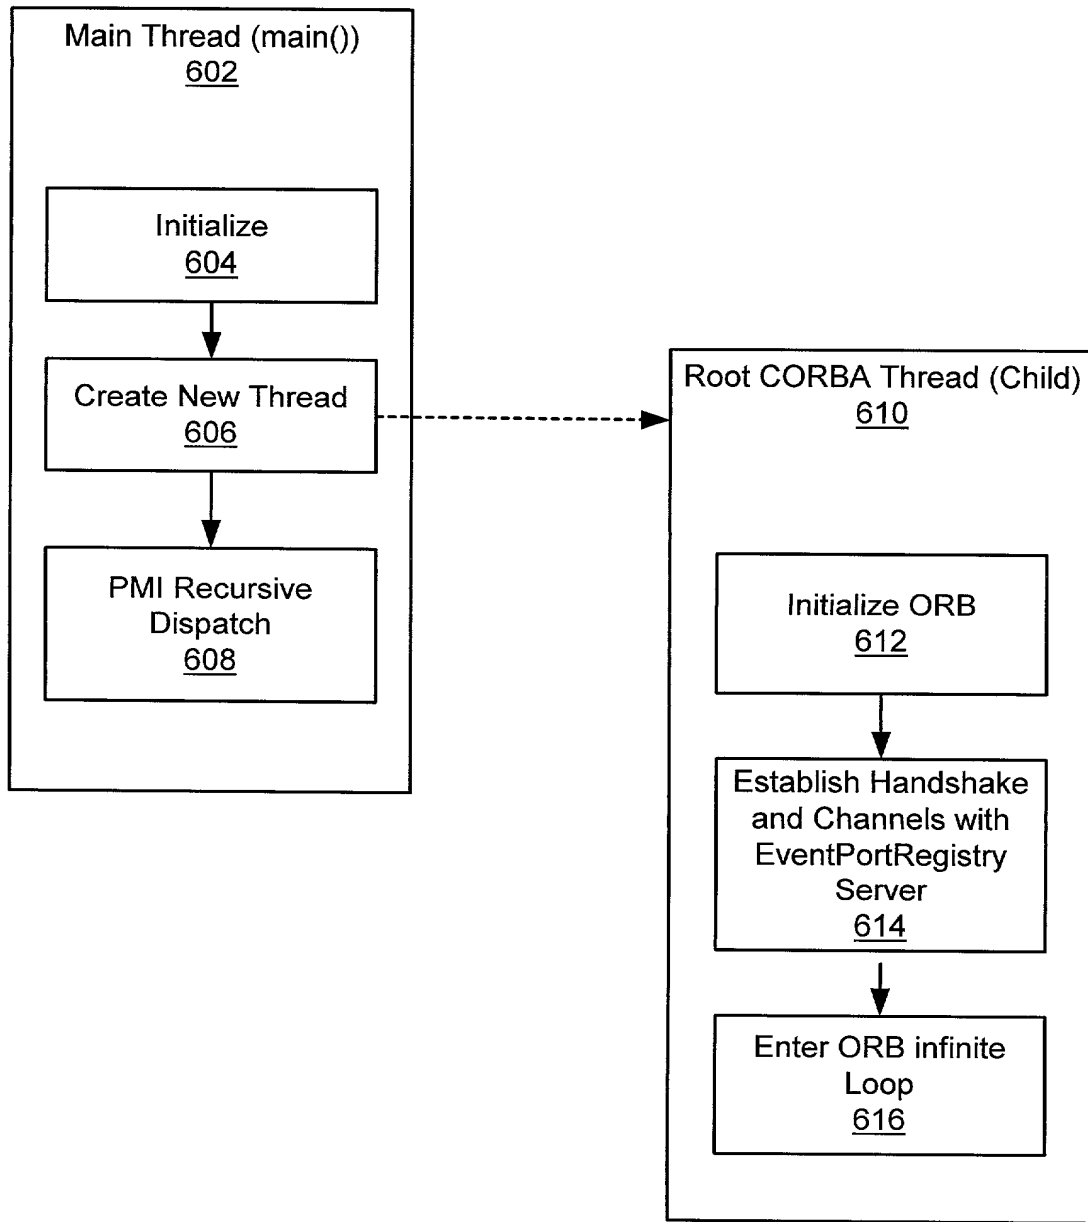 Main Thread (main())
602
Initialize
604
Create New Thread
606
PMI Recursive
Dispatch
608
Root CORBA Thread (Child)
610
Initialize ORB
612
Establish Handshake
and Channels with
EventPortRegistry
Server
614
Enter ORB infinite
Loop
616